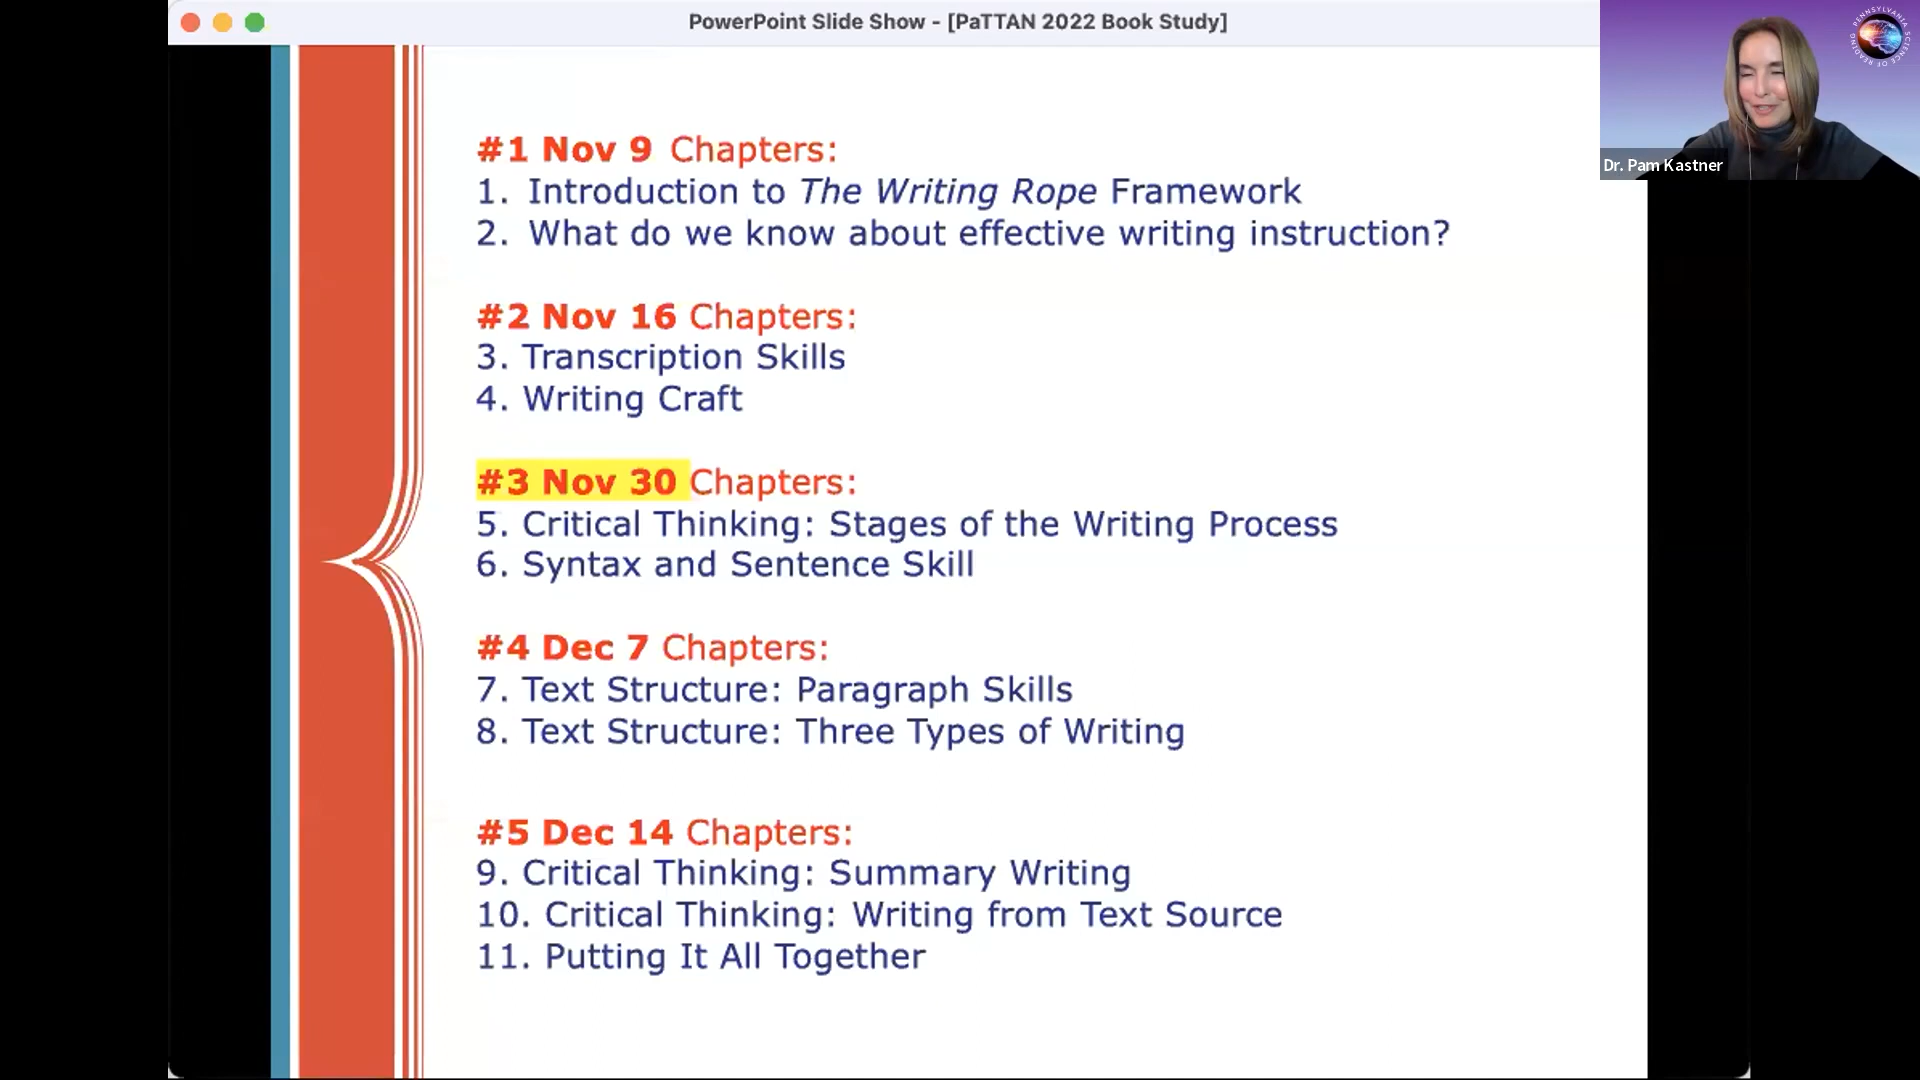 PowerPoint Slide Show - [PaTTAN 2022 Book Study]
PENNSYLVANIA SCIENCE OF READING
Dr. Pam Kastner
#1 Nov 9 Chapters:
1. Introduction to The Writing Rope Framework
2. What do we know about effective writing instruction?
#2 Nov 16 Chapters:
3. Transcription Skills
4. Writing Craft
#3 Nov 30 Chapters:
5. Critical Thinking: Stages of the Writing Process
6. Syntax and Sentence Skill
#4 Dec 7 Chapters:
7. Text Structure: Paragraph Skills
8. Text Structure: Three Types of Writing
#5 Dec 14 Chapters:
9. Critical Thinking: Summary Writing
10. Critical Thinking: Writing from Text Source
11. Putting It All Together